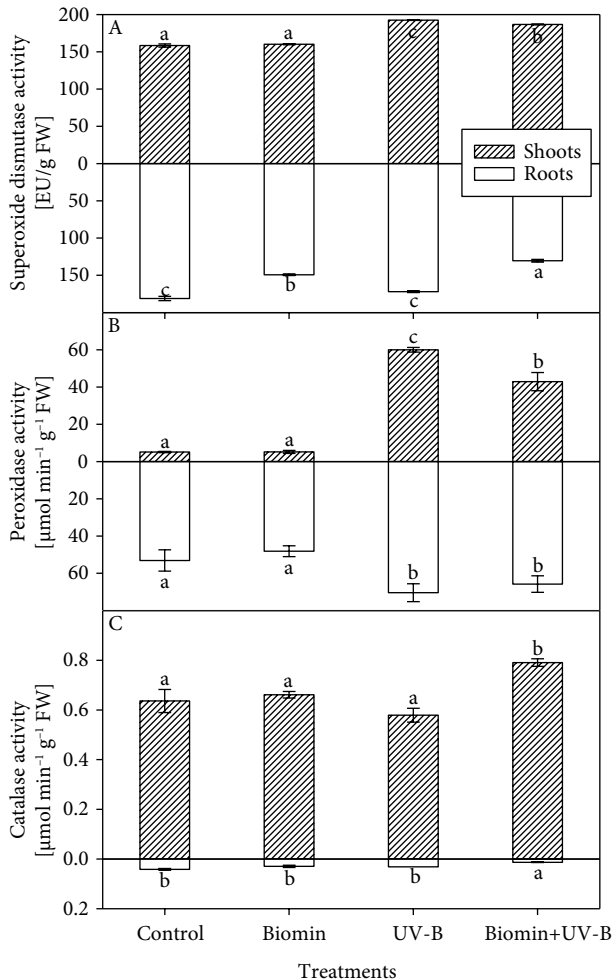 A
Superoxide dismutase activity
[EU/g FW]
200
150
100
50
0
50
100
150
a
a
c
b
c
b
c
a
Shoots
Roots
B
Peroxidase activity
[μmol min⁻¹ g⁻¹ FW]
60
40
20
0
20
40
60
a
a
c
b
a
a
b
b
C
Catalase activity
[μmol min⁻¹ g⁻¹ FW]
0.8
0.6
0.4
0.2
0.0
0.2
a
a
a
b
b
b
b
a
Control
Biomin
UV-B
Biomin+UV-B
Treatments